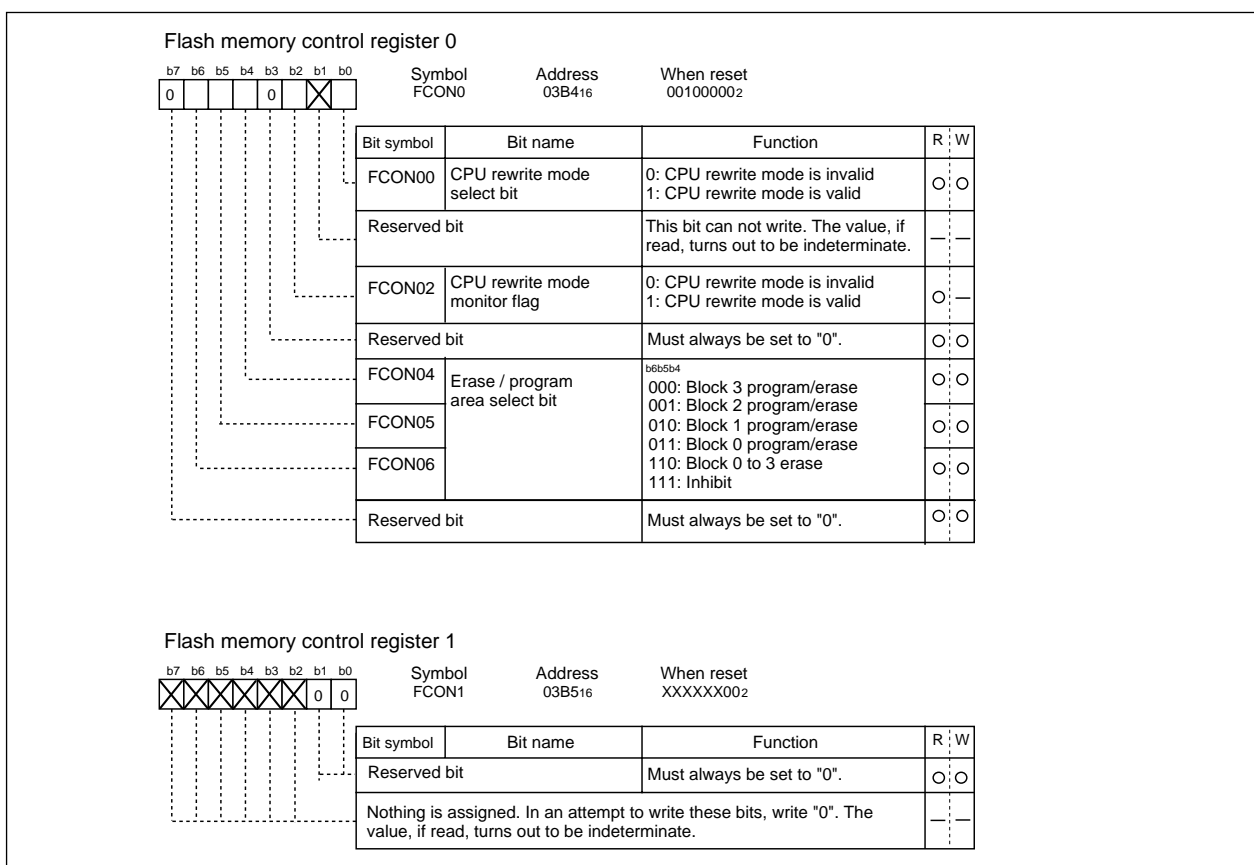 Flash memory control register 0
b7 b6 b5 b4 b3 b2 b1 b0
Symbol Address When reset
FCON0 03B416 001000002
0 0
Bit symbol Bit name Function R W
FCON00 CPU rewrite mode select bit 0: CPU rewrite mode is invalid
1: CPU rewrite mode is valid
Reserved bit This bit can not write. The value, if
read, turns out to be indeterminate.
FCON02 CPU rewrite mode monitor flag 0: CPU rewrite mode is invalid
1: CPU rewrite mode is valid
Reserved bit Must always be set to "0".
FCON04 Erase / program area select bit b6b5b4
000: Block 3 program/erase
001: Block 2 program/erase
FCON05 010: Block 1 program/erase
011: Block 0 program/erase
FCON06 110: Block 0 to 3 erase
111: Inhibit
Reserved bit Must always be set to "0".
Flash memory control register 1
b7 b6 b5 b4 b3 b2 b1 b0
Symbol Address When reset
FCON1 03B516 XXXXXX002
0 0
Bit symbol Bit name Function R W
Reserved bit Must always be set to "0".
Nothing is assigned. In an attempt to write these bits, write "0". The
value, if read, turns out to be indeterminate.